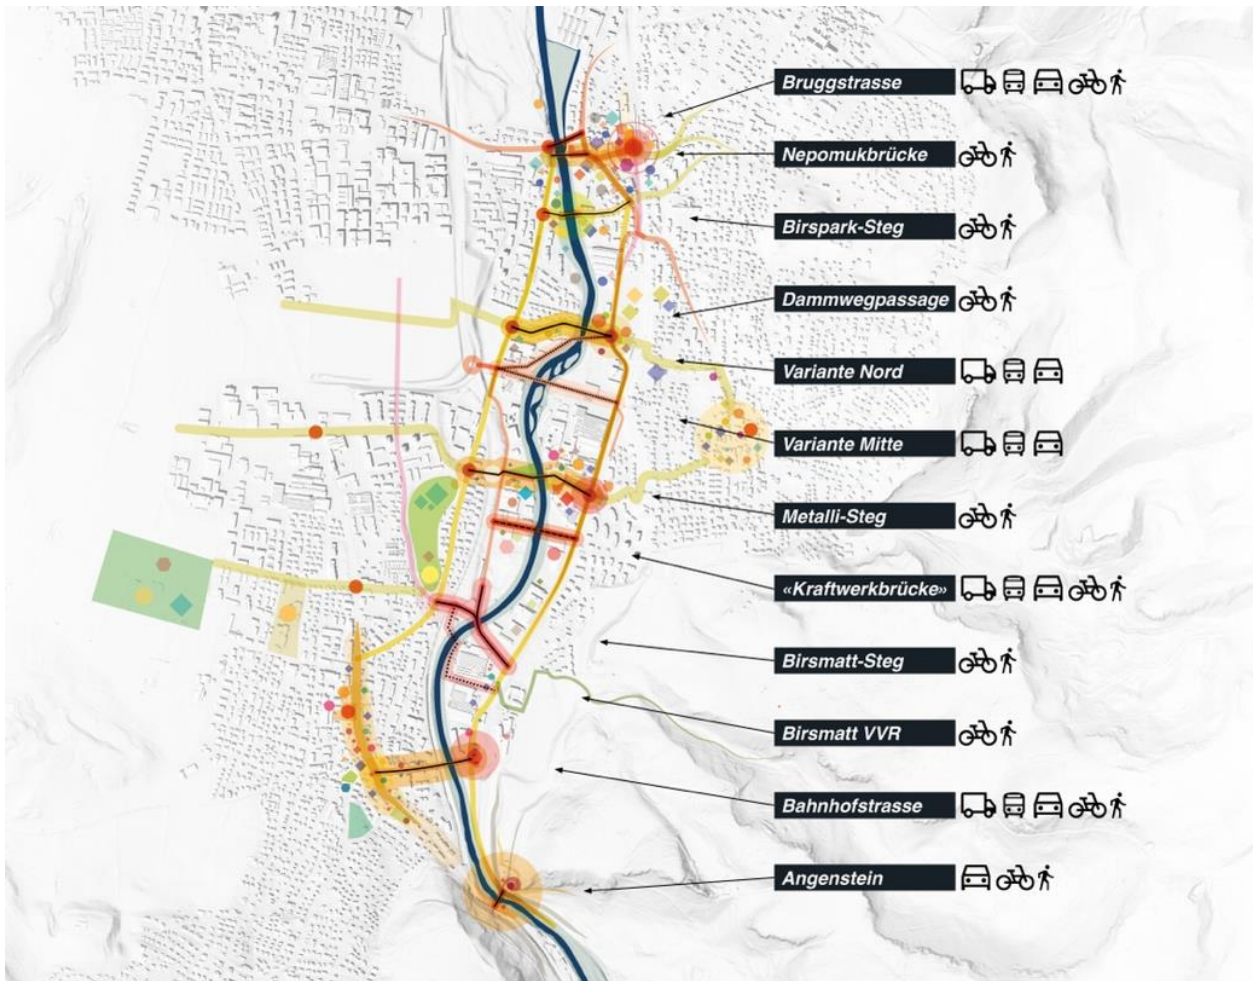 Bruggstrasse
Nepomukbrücke
Birspark-Steg
Dammwegpassage
Variante Nord
Variante Mitte
Metalli-Steg
«Kraftwerkbrücke»
Birsmatt-Steg
Birsmatt VVR
Bahnhofstrasse
Angenstein